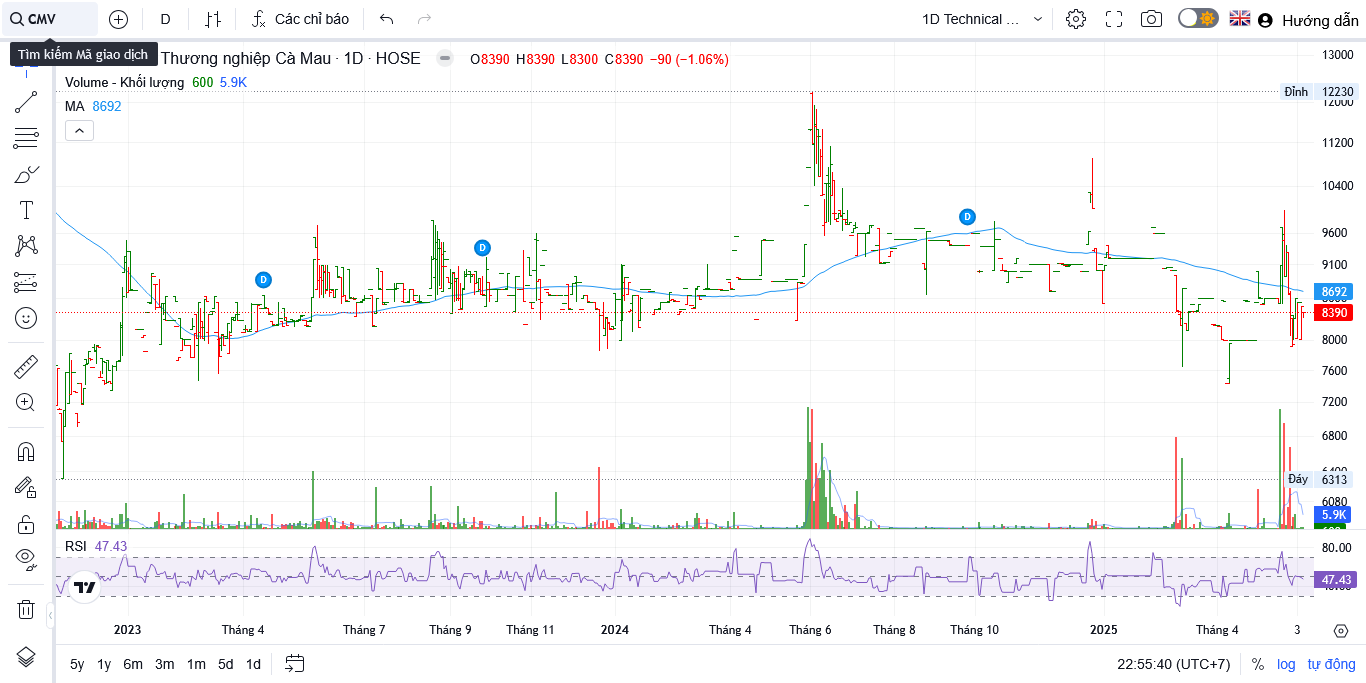 CMV
D
Các chỉ báo
1D Technical ...
Hướng dẫn
Tìm kiếm Mã giao dịch
Thương nghiệp Cà Mau · 1D · HOSE
O8390 H8390 L8300 C8390 −90 (−1.06%)
Volume - Khối lượng 600 5.9K
MA 8692
13000
Đỉnh 12230
12000
11200
10400
D
9600
D
9100
D
8692
8390
8000
7600
7200
6800
Đáy 6313
6080
5.9K
RSI 47.43
80.00
47.43
2023
Tháng 4
Tháng 7
Tháng 9
Tháng 11
2024
Tháng 4
Tháng 6
Tháng 8
Tháng 10
2025
Tháng 4
3
5y 1y 6m 3m 1m 5d 1d
22:55:40 (UTC+7)
%
log
tự động